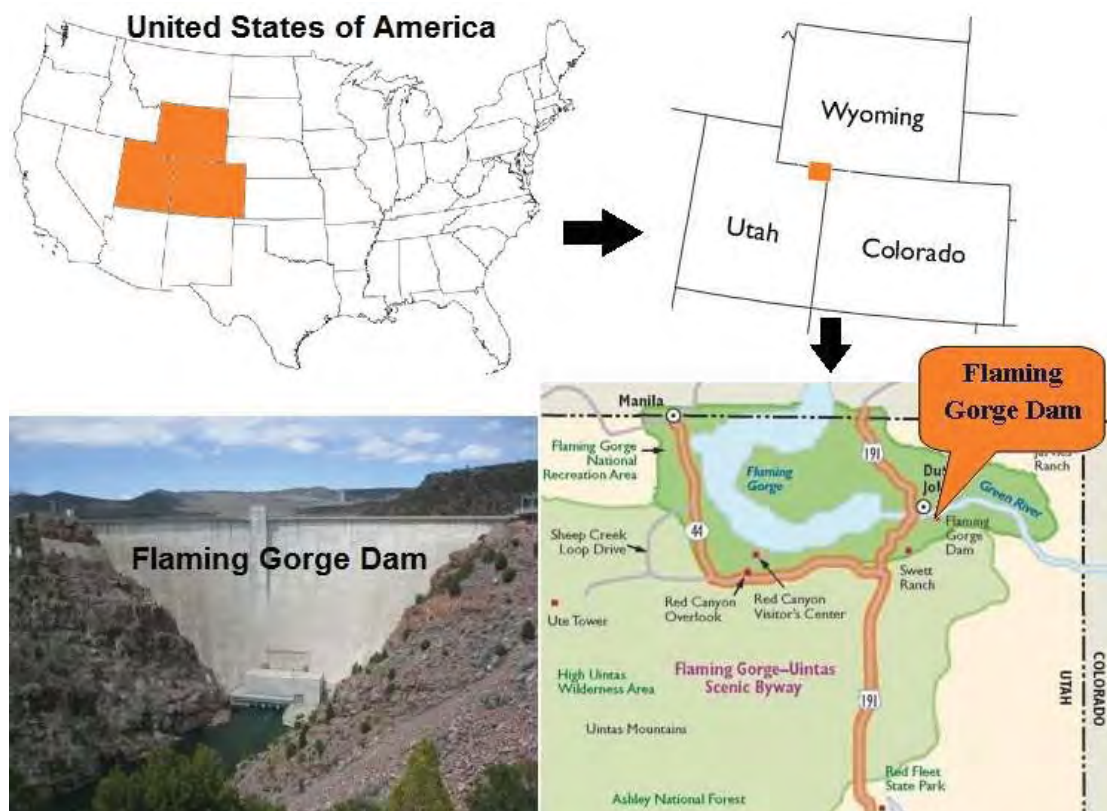 United States of America
Wyoming
Utah
Colorado
Flaming
Gorge Dam
Flaming Gorge Dam
Manila
Flaming Gorge
National
Recreation Area
Flaming
Gorge
191
Ranch
Green River
44
Sheep Creek
Loop Drive
Flaming
Gorge
Dam
Swett
Ranch
Red Canyon
Overlook
Red Canyon
Visitor's Center
Ute Tower
Flaming Gorge–Uintas
Scenic Byway
High Uintas
Wilderness Area
191
Uintas Mountains
UTAH
COLORADO
Red Fleet
State Park
Ashley National Forest